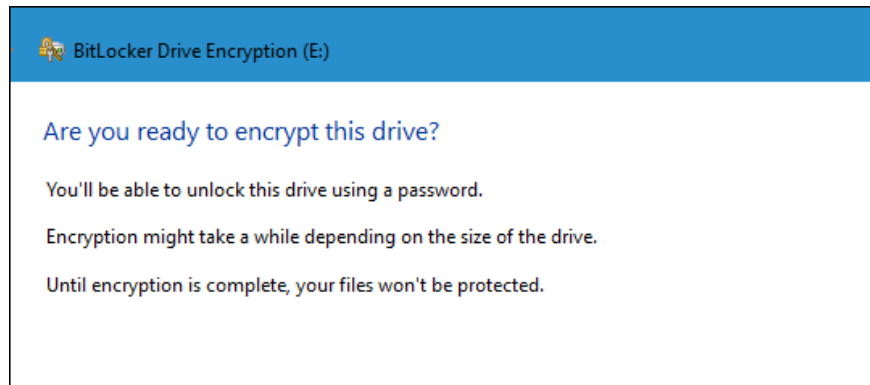 BitLocker Drive Encryption (E:)
Are you ready to encrypt this drive?
You'll be able to unlock this drive using a password.
Encryption might take a while depending on the size of the drive.
Until encryption is complete, your files won't be protected.